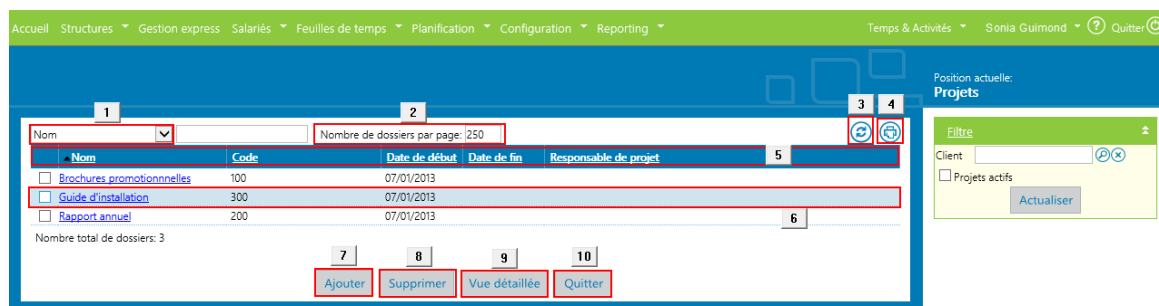 Accueil Structures Gestion express Salariés Feuilles de temps Planification Configuration Reporting Temps & Activités Sonia Guimond ? Quitter
Position actuelle:
Projets
1 2 3 4
Nom Nombre de dossiers par page: 250
Filtre
Nom Code Date de début Date de fin Responsable de projet 5
Client
Brochures promotionnnelles 100 07/01/2013
Projets actifs
Guide d'installation 300 07/01/2013
Actualiser
Rapport annuel 200 07/01/2013 6
Nombre total de dossiers: 3
7 8 9 10
Ajouter Supprimer Vue détaillée Quitter